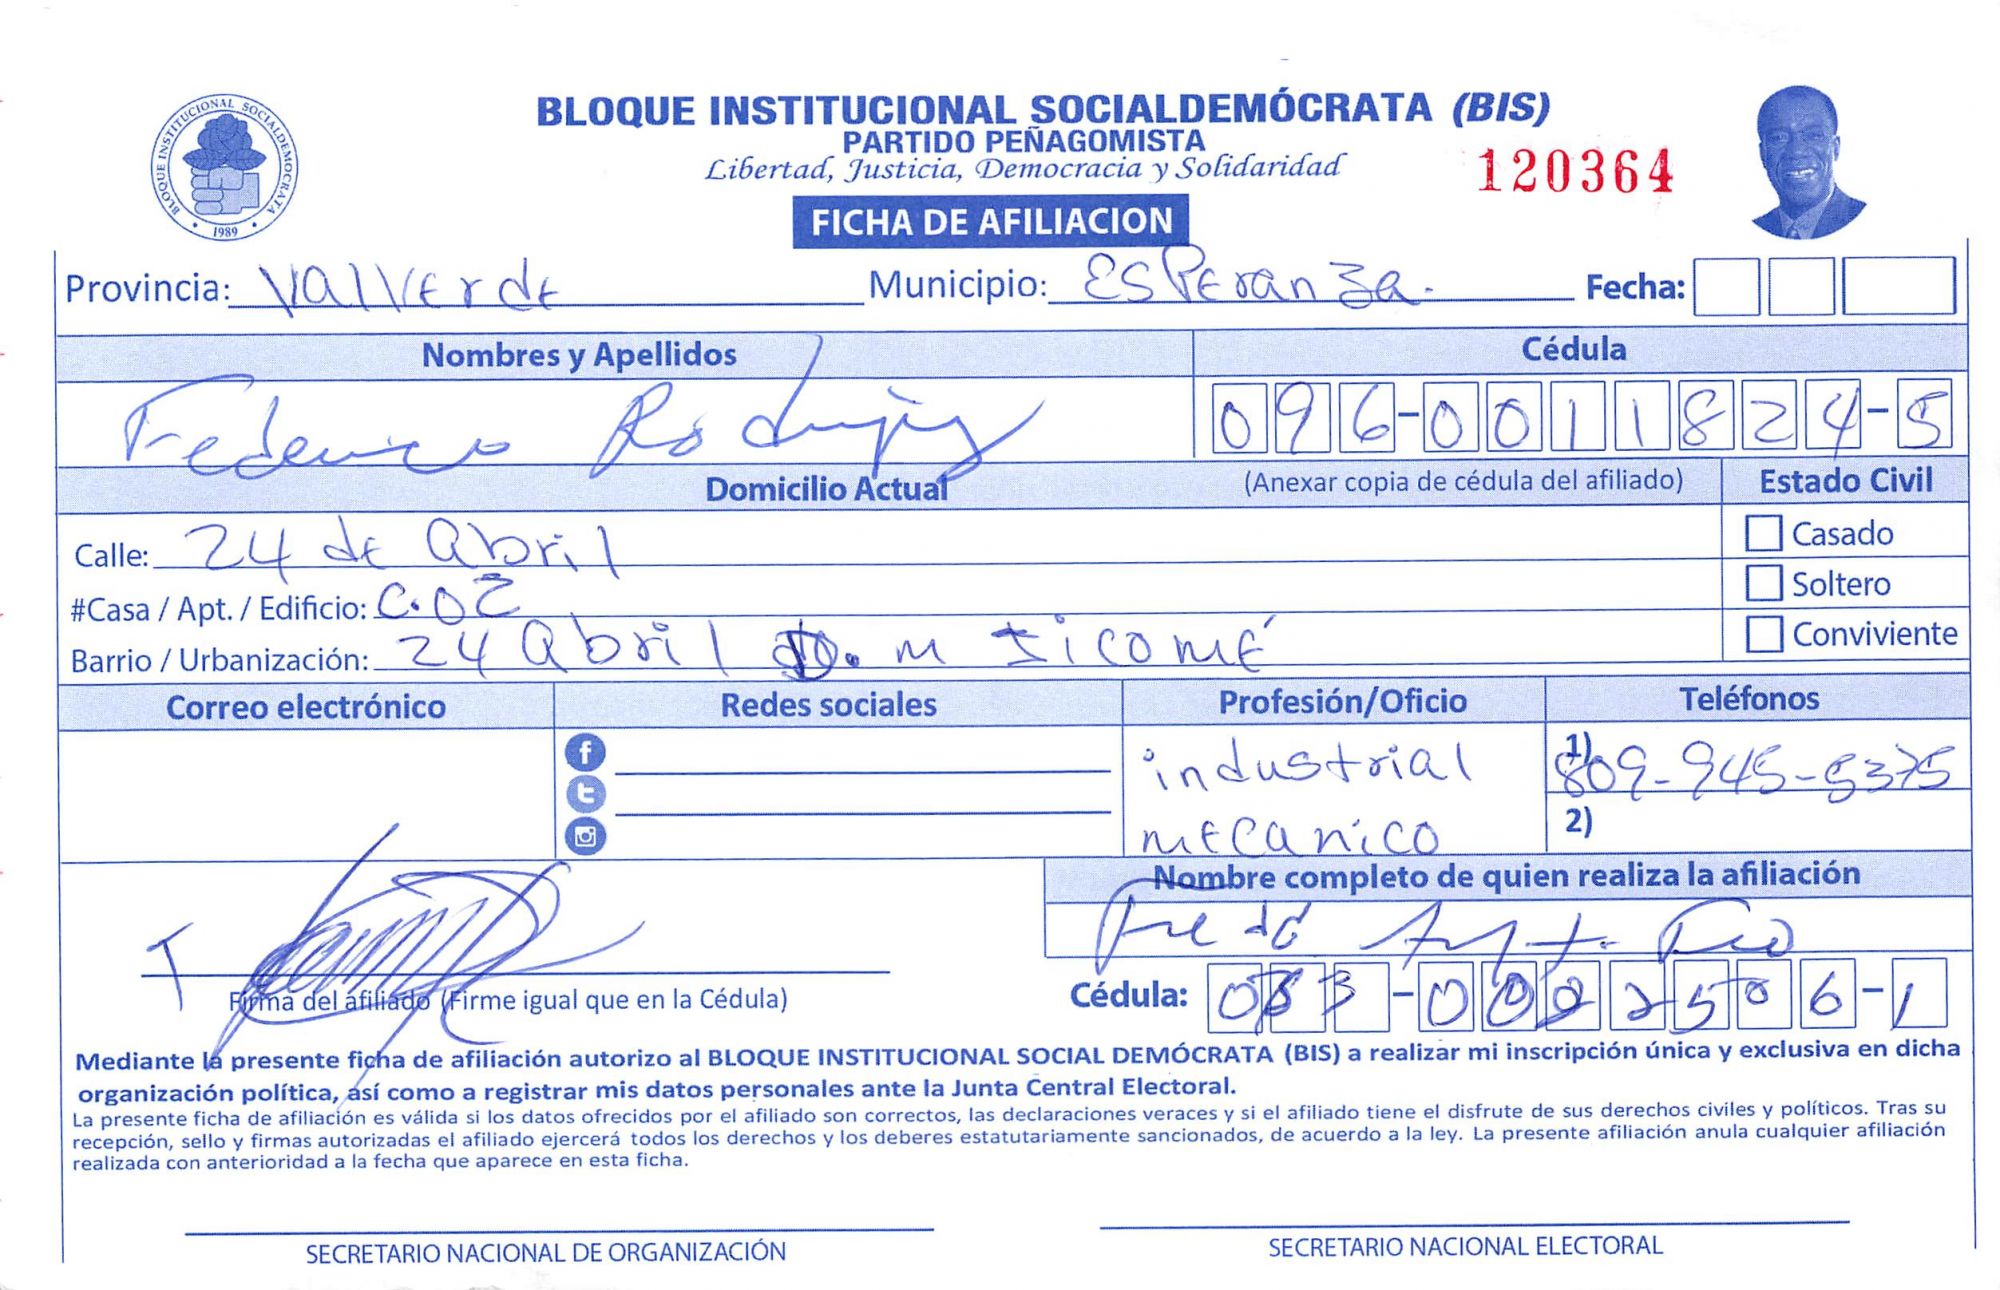 BLOQUE INSTITUCIONAL SOCIALDEMOCRATA
1989
BLOQUE INSTITUCIONAL SOCIALDEMÓCRATA (BIS)
PARTIDO PEÑAGOMISTA
Libertad, Justicia, Democracia y Solidaridad
120364
FICHA DE AFILIACION
Provincia: ValVerde Municipio: ESPEranza. Fecha:
Nombres y Apellidos Cédula
Federico Rodriguez 096-0011824-5
Domicilio Actual (Anexar copia de cédula del afiliado) Estado Civil
Calle: 24 de abril Casado
#Casa / Apt. / Edificio: C.02 Soltero
Barrio / Urbanización: 24 abril Jicomé Conviviente
Correo electrónico Redes sociales Profesión/Oficio Teléfonos
industrial 1) 809-945-5375
mecanico 2)
Nombre completo de quien realiza la afiliación
Firma del afiliado (Firme igual que en la Cédula) Cédula:
Mediante la presente ficha de afiliación autorizo al BLOQUE INSTITUCIONAL SOCIAL DEMÓCRATA (BIS) a realizar mi inscripción única y exclusiva en dicha
organización política, así como a registrar mis datos personales ante la Junta Central Electoral.
La presente ficha de afiliación es válida si los datos ofrecidos por el afiliado son correctos, las declaraciones veraces y si el afiliado tiene el disfrute de sus derechos civiles y políticos. Tras su
recepción, sello y firmas autorizadas el afiliado ejercerá todos los derechos y los deberes estatutariamente sancionados, de acuerdo a la ley. La presente afiliación anula cualquier afiliación
realizada con anterioridad a la fecha que aparece en esta ficha.
SECRETARIO NACIONAL DE ORGANIZACIÓN SECRETARIO NACIONAL ELECTORAL